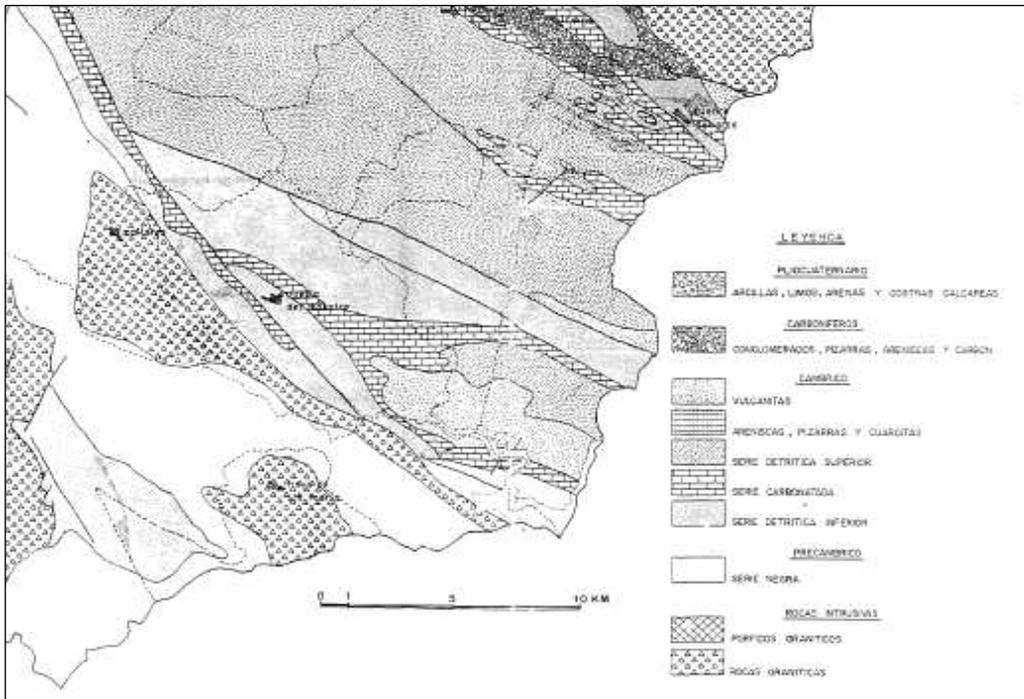 LEYENDA
PLIOCUATERNARIO
ARCILLAS, LIMOS, ARENAS Y COSTRAS CALCAREAS
CARBONIFEROS
CONGLOMERADOS, PIZARRAS, ARENISCAS Y CARBON
CAMBRICO
VULCANITAS
ARENISCAS, PIZARRAS Y CUARCITAS
SERIE DETRITICA SUPERIOR
SERIE CARBONATADA
SERIE DETRITICA INFERIOR
PRECAMBRICO
SERIE NEGRA
ROCAS INTRUSIVAS
PORFIDOS GRANITICOS
ROCAS GRANITICAS
0 1 5 10 KM